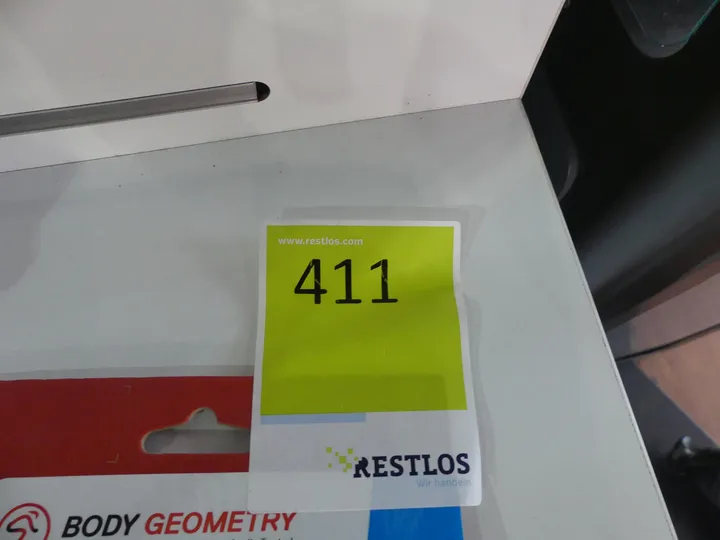 www.restlos.com
411
RESTLOS
Wir handeln
BODY GEOMETRY